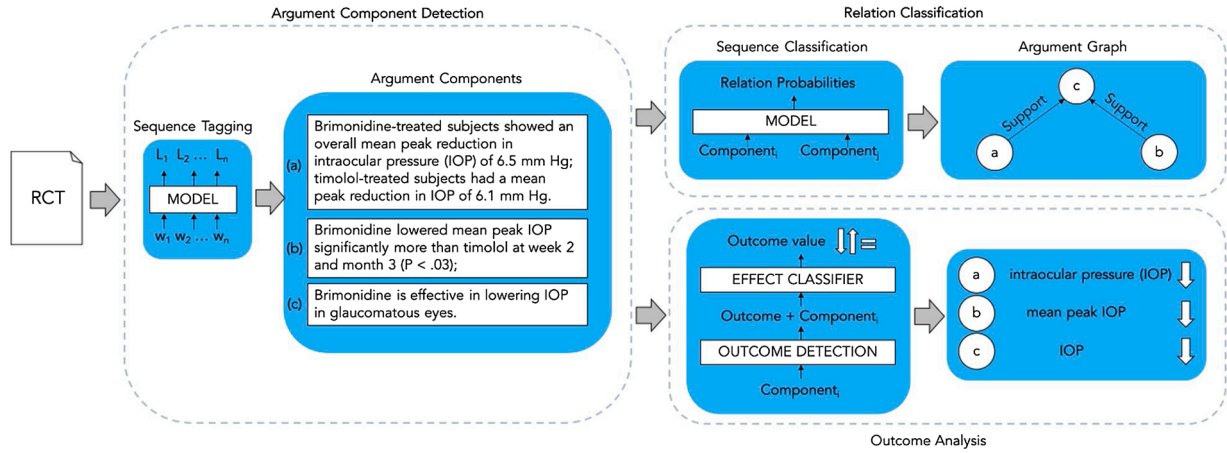 Argument Component Detection
RCT
Sequence Tagging
L1 L2 ... Ln
MODEL
w1 w2 ... wn
Argument Components
(a)
Brimonidine-treated subjects showed an
overall mean peak reduction in
intraocular pressure (IOP) of 6.5 mm Hg;
timolol-treated subjects had a mean
peak reduction in IOP of 6.1 mm Hg.
(b)
Brimonidine lowered mean peak IOP
significantly more than timolol at week 2
and month 3 (P < .03);
(c)
Brimonidine is effective in lowering IOP
in glaucomatous eyes.
Relation Classification
Sequence Classification
Relation Probabilities
MODEL
Componenti Componentj
Argument Graph
c
Support
Support
a
b
Outcome value ↓↑=
EFFECT CLASSIFIER
Outcome + Componenti
OUTCOME DETECTION
Componenti
a intraocular pressure (IOP) ↓
b mean peak IOP ↓
c IOP ↓
Outcome Analysis